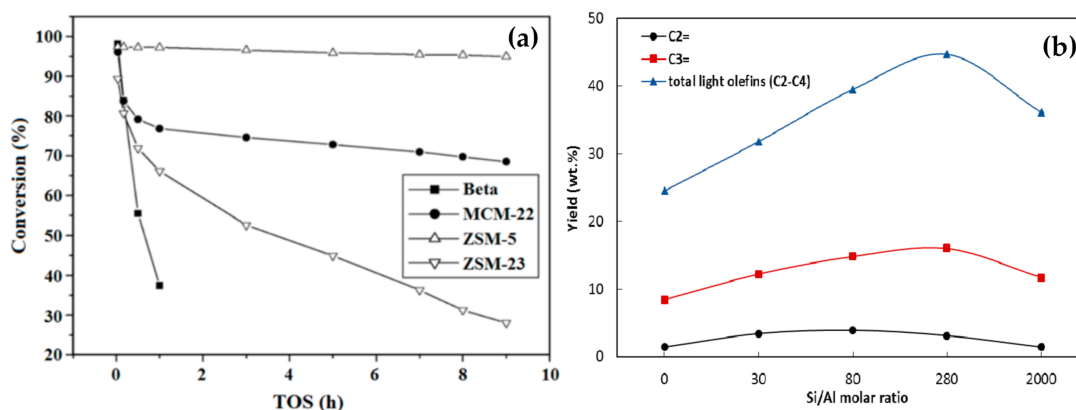 (a)
100
90
80
70
60
50
40
30
20
Conversion (%)
0
2
4
6
8
10
TOS (h)
Beta
MCM-22
ZSM-5
ZSM-23
(b)
50
40
30
20
10
0
Yield (wt.%)
0
30
80
280
2000
Si/Al molar ratio
C2=
C3=
total light olefins (C2-C4)